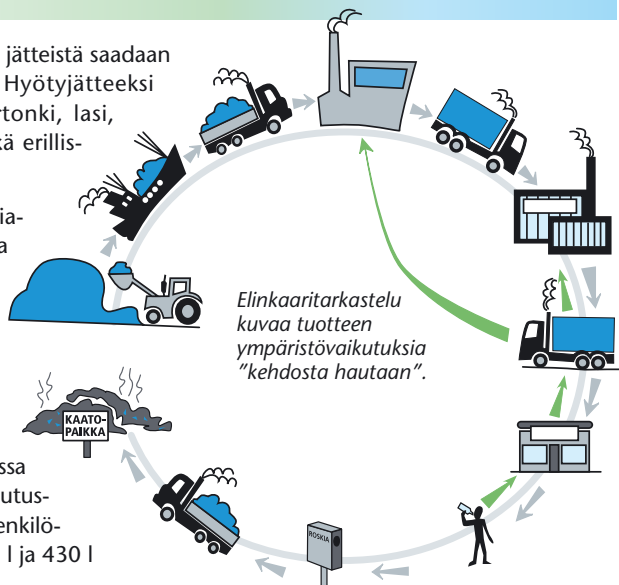 jätteistä saadaan
Hyötyjätteeksi
rtonki, lasi,
kä erillis-
ia-
a
Elinkaaritarkastelu
kuvaa tuotteen
ympäristövaikutuksia
”kehdosta hautaan”.
KAATO-
PAIKKA
ssa
utus-
enkilö-
l ja 430 l
ROSKIA